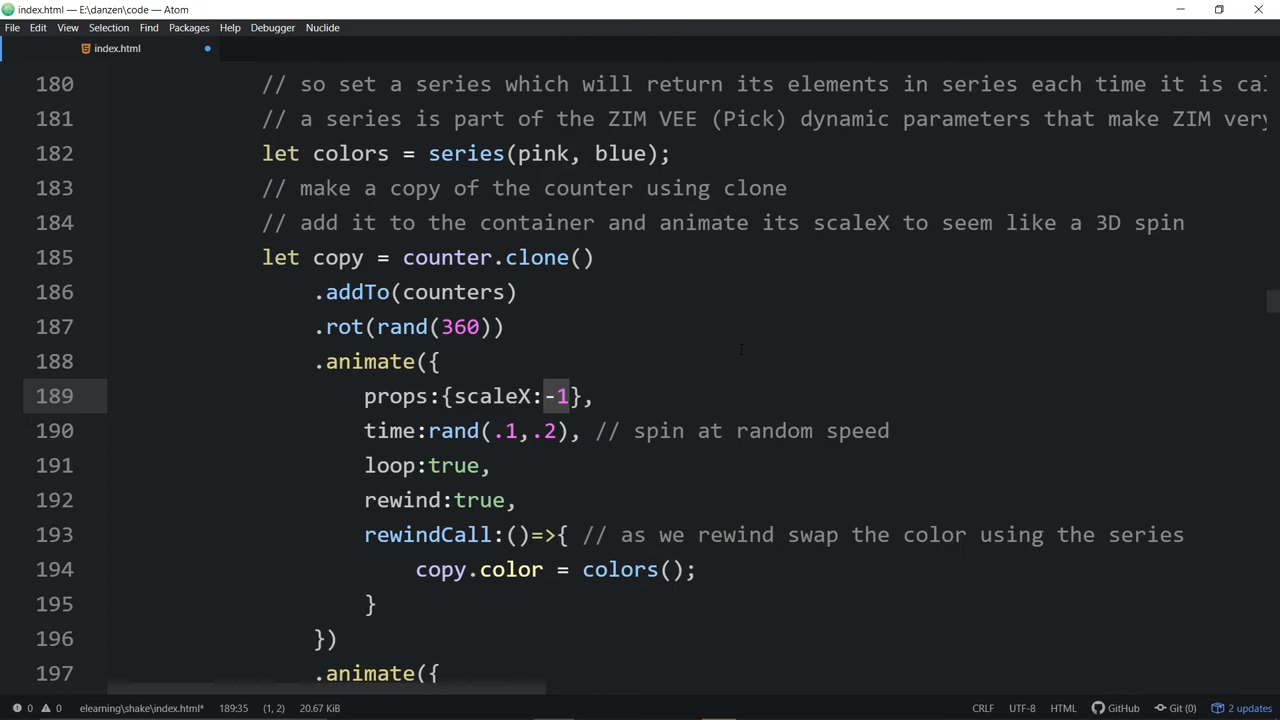 index.html — E:\danzen\code — Atom
File Edit View Selection Find Packages Help Debugger Nuclide
index.html
180 // so set a series which will return its elements in series each time it is cal
181 // a series is part of the ZIM VEE (Pick) dynamic parameters that make ZIM very
182 let colors = series(pink, blue);
183 // make a copy of the counter using clone
184 // add it to the container and animate its scaleX to seem like a 3D spin
185 let copy = counter.clone()
186 .addTo(counters)
187 .rot(rand(360))
188 .animate({
189 props:{scaleX:-1},
190 time:rand(.1,.2), // spin at random speed
191 loop:true,
192 rewind:true,
193 rewindCall:()=>{ // as we rewind swap the color using the series
194 copy.color = colors();
195 }
196 })
197 .animate({
0 0 elearning\shake\index.html* 189:35 (1, 2) 20.67 KiB CRLF UTF-8 HTML GitHub Git (0) 2 updates